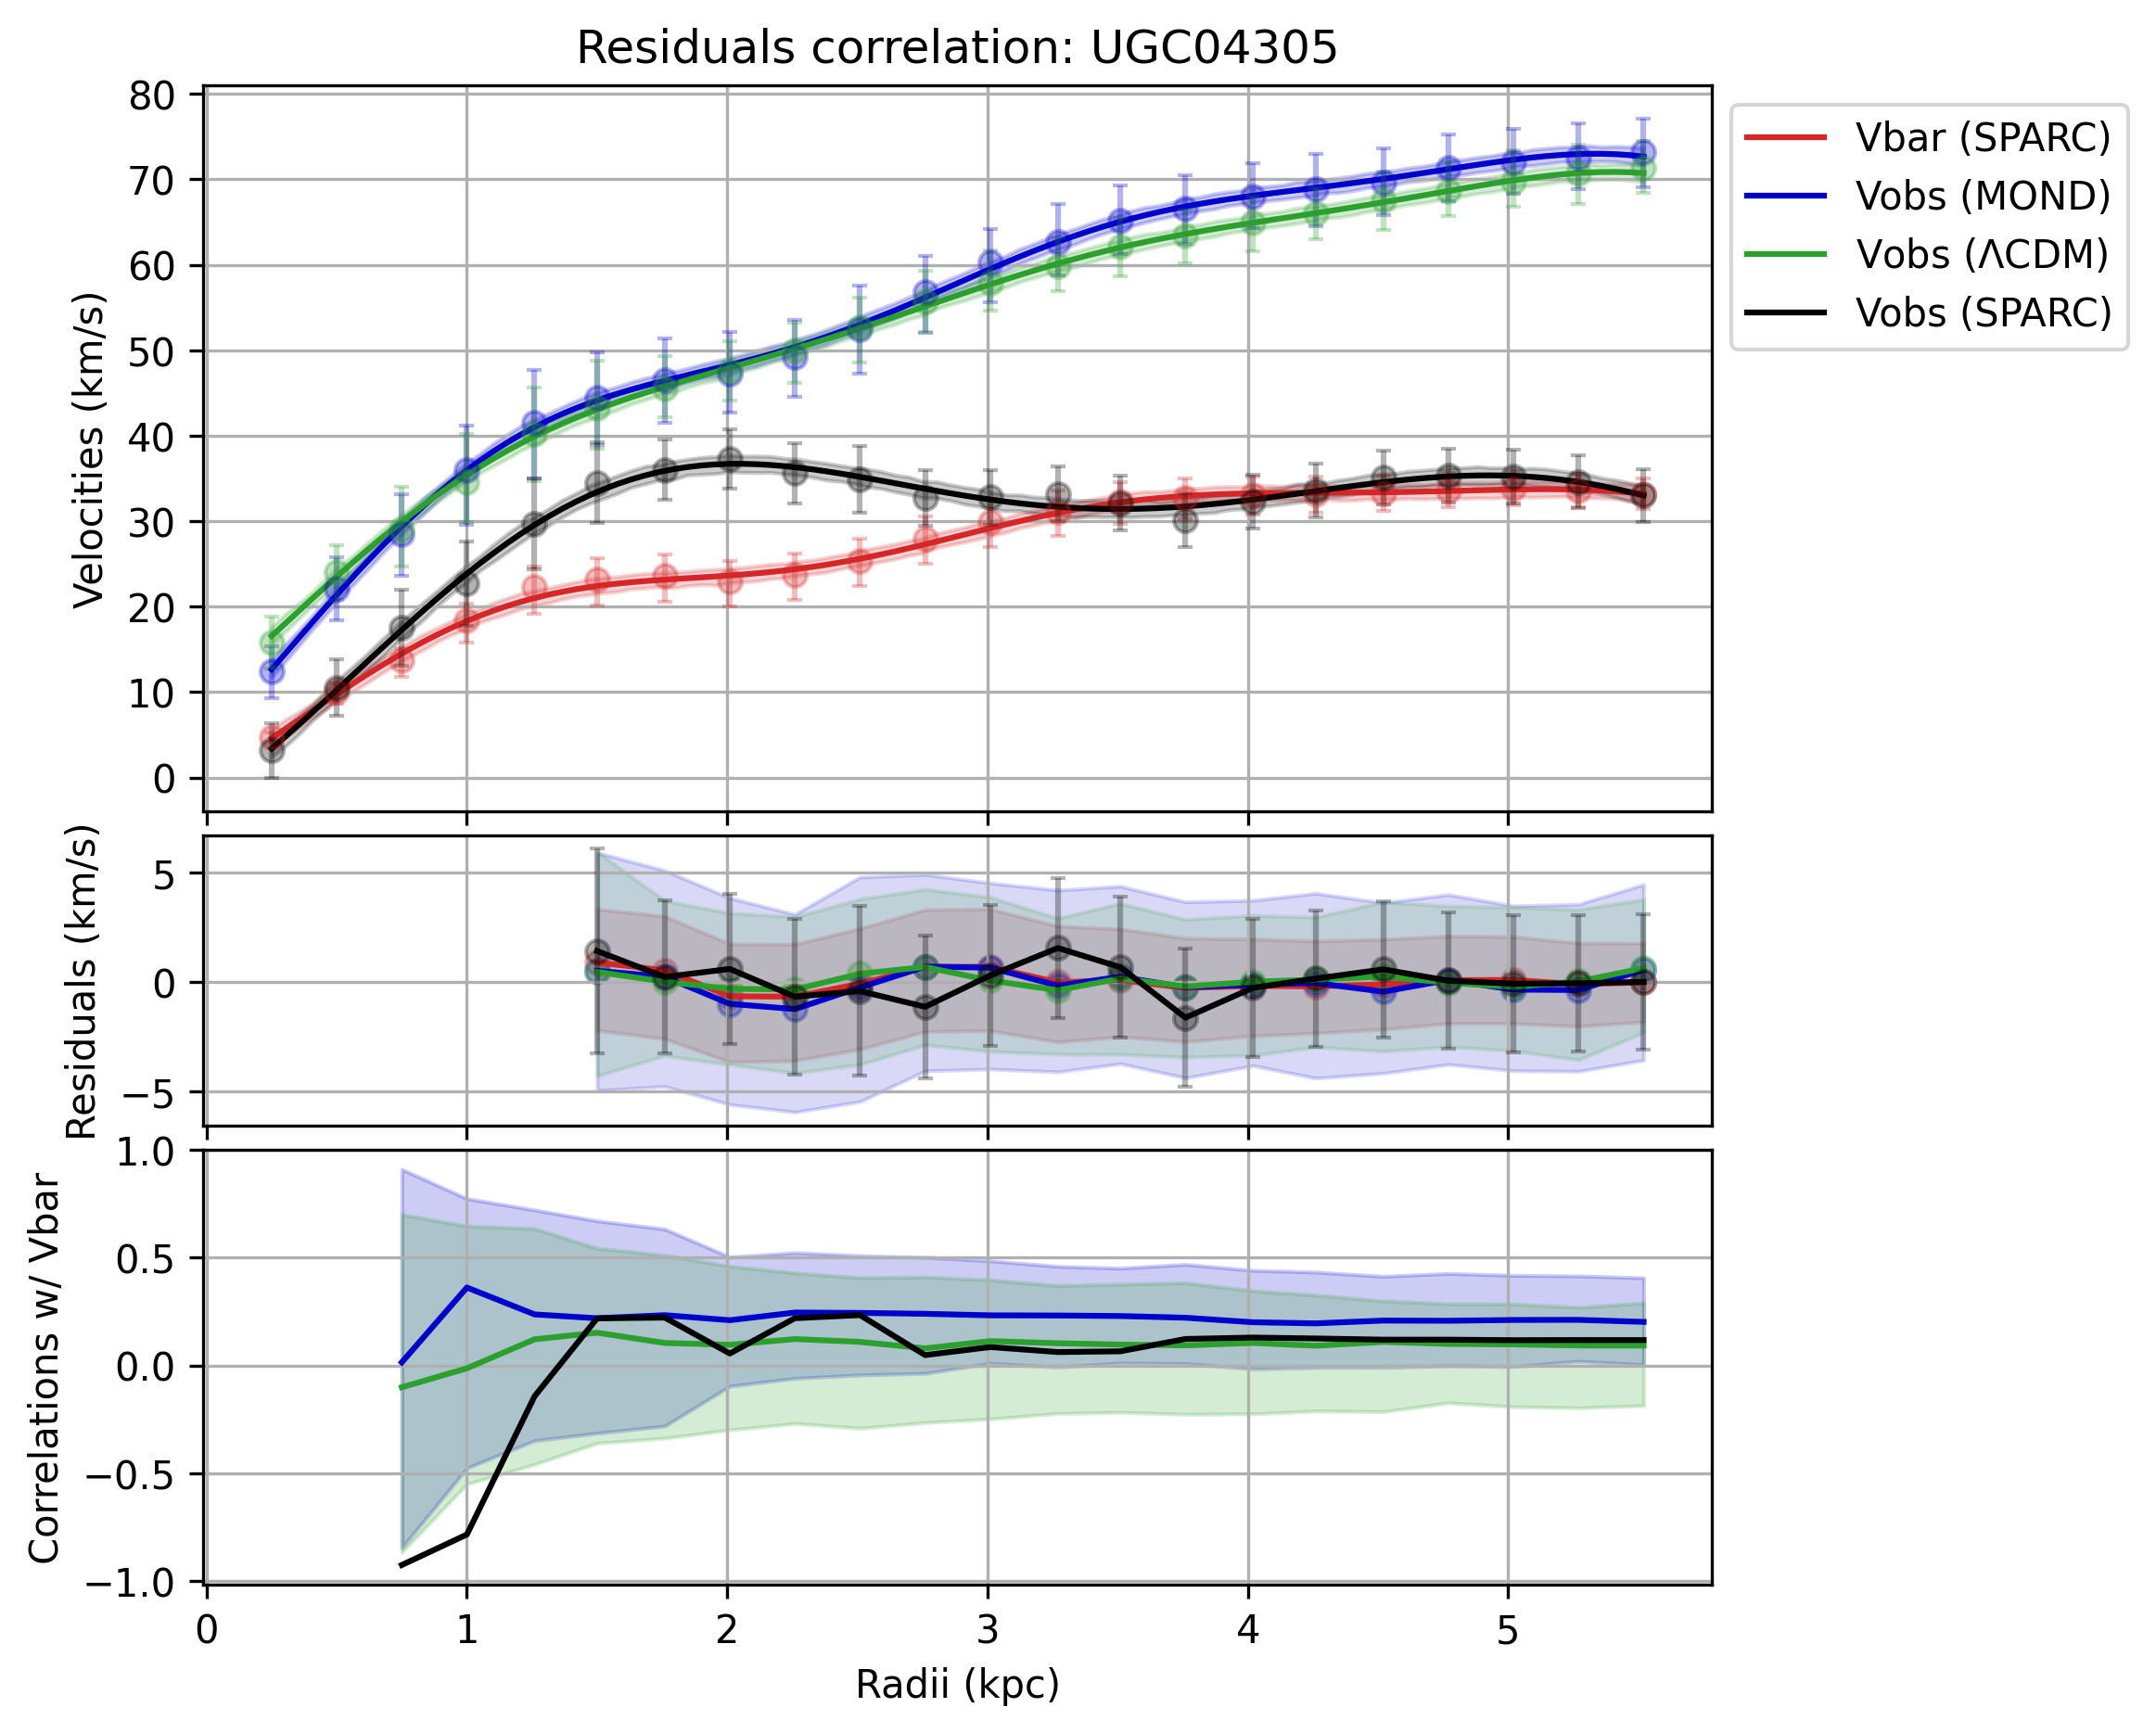 Residuals correlation: UGC04305
80
70
60
50
40
30
20
10
0
Velocities (km/s)
Vbar (SPARC)
Vobs (MOND)
Vobs (ΛCDM)
Vobs (SPARC)
5
0
−5
Residuals (km/s)
1.0
0.5
0.0
−0.5
−1.0
Correlations w/ Vbar
0 1 2 3 4 5
Radii (kpc)